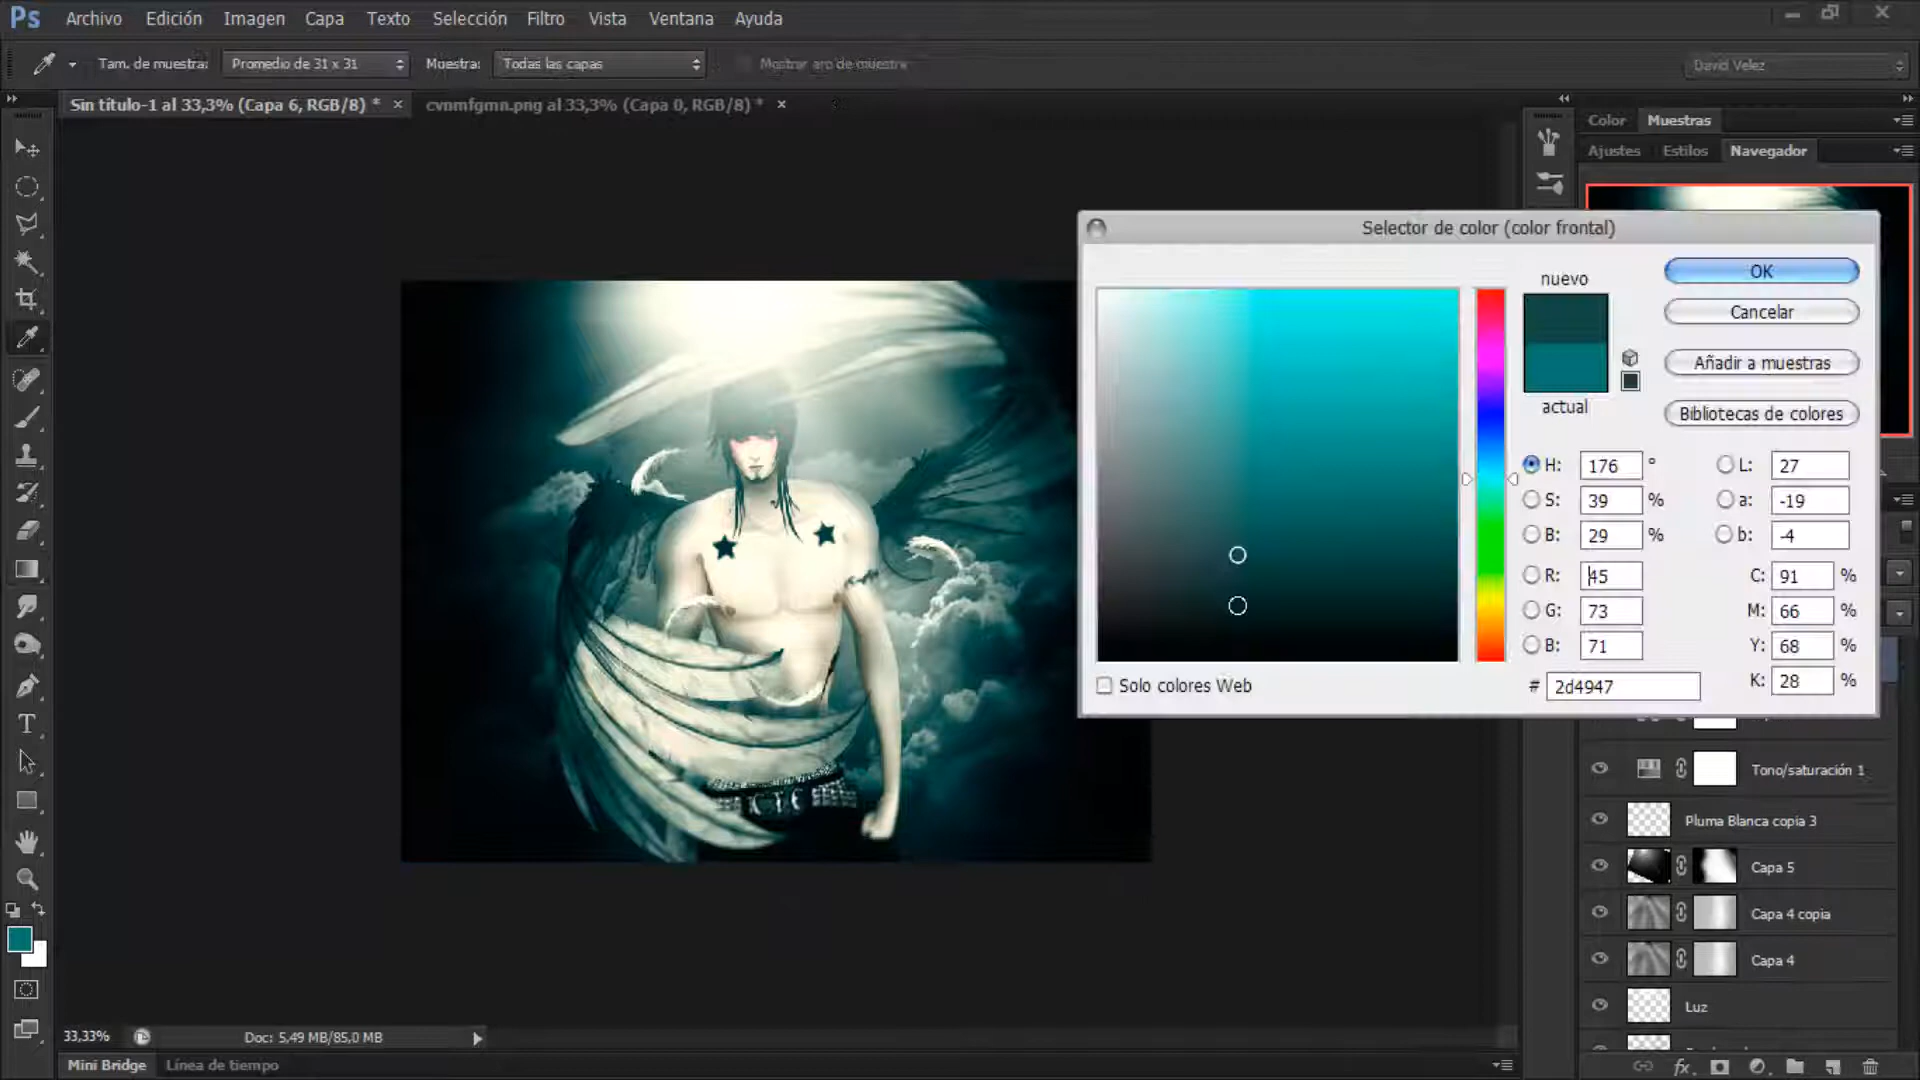 Ps Archivo Edición Imagen Capa Texto Selección Filtro Vista Ventana Ayuda
Tam. de muestra: Promedio de 31 x 31 Muestra: Todas las capas Mostrar aro de muestra David Velez
Sin título-1 al 33,3% (Capa 6, RGB/8) * × cvnmfgmn.png al 33,3% (Capa 0, RGB/8) * ×
Color Muestras
Ajustes Estilos Navegador
Selector de color (color frontal)
nuevo
actual
OK
Cancelar
Añadir a muestras
Bibliotecas de colores
H: 176 ° L: 27
S: 39 % a: -19
B: 29 % b: -4
R: 45 C: 91 %
G: 73 M: 66 %
B: 71 Y: 68 %
# 2d4947 K: 28 %
Solo colores Web
Tono/saturación 1
Pluma Blanca copia 3
Capa 5
Capa 4 copia
Capa 4
Luz
33,33% Doc: 5,49 MB/85,0 MB
Mini Bridge Línea de tiempo
fx